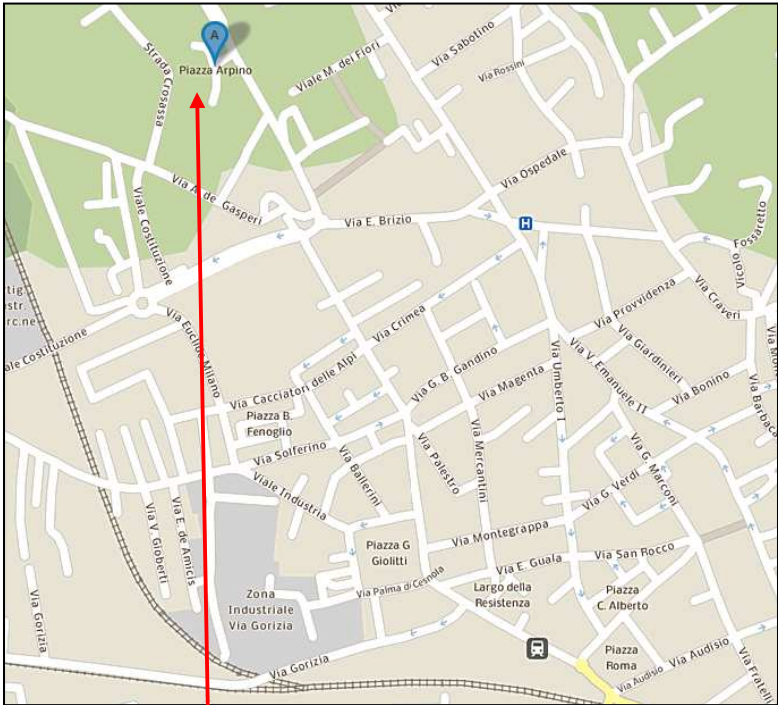 A
Piazza Arpino
Strada Crosassa
Viale M. dei Fiori
Via Sabotino
Via Rossini
Via Ospedale
Via A. de Gasperi
Viale Costituzione
Via E. Brizio
H
Fossaretto
Vicolo
Via Craveri
Via Provvidenza
Via Giardinieri
Via Crimea
Via Euclide Milano
Via Cacciatori delle Alpi
Via G. B. Gandino
Via Magenta
Via Umberto I
Via V. Emanuele II
Via Bonino
Piazza B.
Fenoglio
Via Solferino
Viale Industria
Via Ballerini
Via Palestro
Via Mercantini
Via G. Marconi
Via G. Verdi
Via V. Gioberti
Via E. de Amicis
Via Montegrappa
Via E. Guala
Via San Rocco
Piazza G
Giolitti
Via Palma di Cesnola
Largo della
Resistenza
Piazza
C. Alberto
Zona
Industriale
Via Gorizia
Via Gorizia
Via Gorizia
Piazza
Roma
Via Audisio
Via Audisio
Via Fratelli